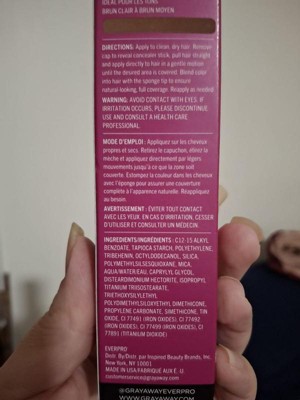 IDÉAL POUR LES TONS
BRUN CLAIR À BRUN MOYEN
DIRECTIONS: Apply to clean, dry hair. Remove
cap to reveal concealer stick, pull hair straight
and apply directly to hair in a gentle motion
until the desired area is covered. Blend color
into hair with the sponge tip to ensure
natural-looking, full coverage. Reapply as needed.
WARNING: AVOID CONTACT WITH EYES. IF
IRRITATION OCCURS, PLEASE DISCONTINUE
USE AND CONSULT A HEALTH CARE
PROFESSIONAL.
MODE D'EMPLOI : Appliquez sur les cheveux
propres et secs. Retirez le capuchon, étirez la
mèche et appliquez directement par légers
mouvements jusqu'à ce que la zone soit
couverte. Estompez la couleur dans les cheveux
avec l'éponge pour assurer une couverture
complète à l'apparence naturelle. Réappliquez
au besoin.
AVERTISSEMENT : ÉVITER TOUT CONTACT
AVEC LES YEUX. EN CAS D'IRRITATION, CESSER
D'UTILISER ET CONSULTER UN MÉDECIN.
INGREDIENTS/INGRÉDIENTS : C12-15 ALKYL
BENZOATE, TAPIOCA STARCH, POLYETHYLENE,
TRIBEHENIN, OCTYLDODECANOL, SILICA,
POLYMETHYLSILSESQUIOXANE, MICA,
AQUA/WATER/EAU, CAPRYLYL GLYCOL,
DISTEARDIMONIUM HECTORITE, ISOPROPYL
TITANIUM TRIISOSTEARATE,
TRIETHOXYSILYLETHYL
POLYDIMETHYLSILOXYETHYL DIMETHICONE,
PROPYLENE CARBONATE, SIMETHICONE, TIN
OXIDE, CI 77491 (IRON OXIDES), CI 77492
(IRON OXIDES), CI 77499 (IRON OXIDES), CI
77891 (TITANIUM DIOXIDE)
EVERPRO
Distr. By/Distr. par Inspired Beauty Brands, Inc.
New York, NY 10001
MADE IN USA/FABRIQUÉ AUX É.-U
customerservice@grayaway.com
@GRAYAWAYEVERPRO
WWW.GRAYAWAY.COM